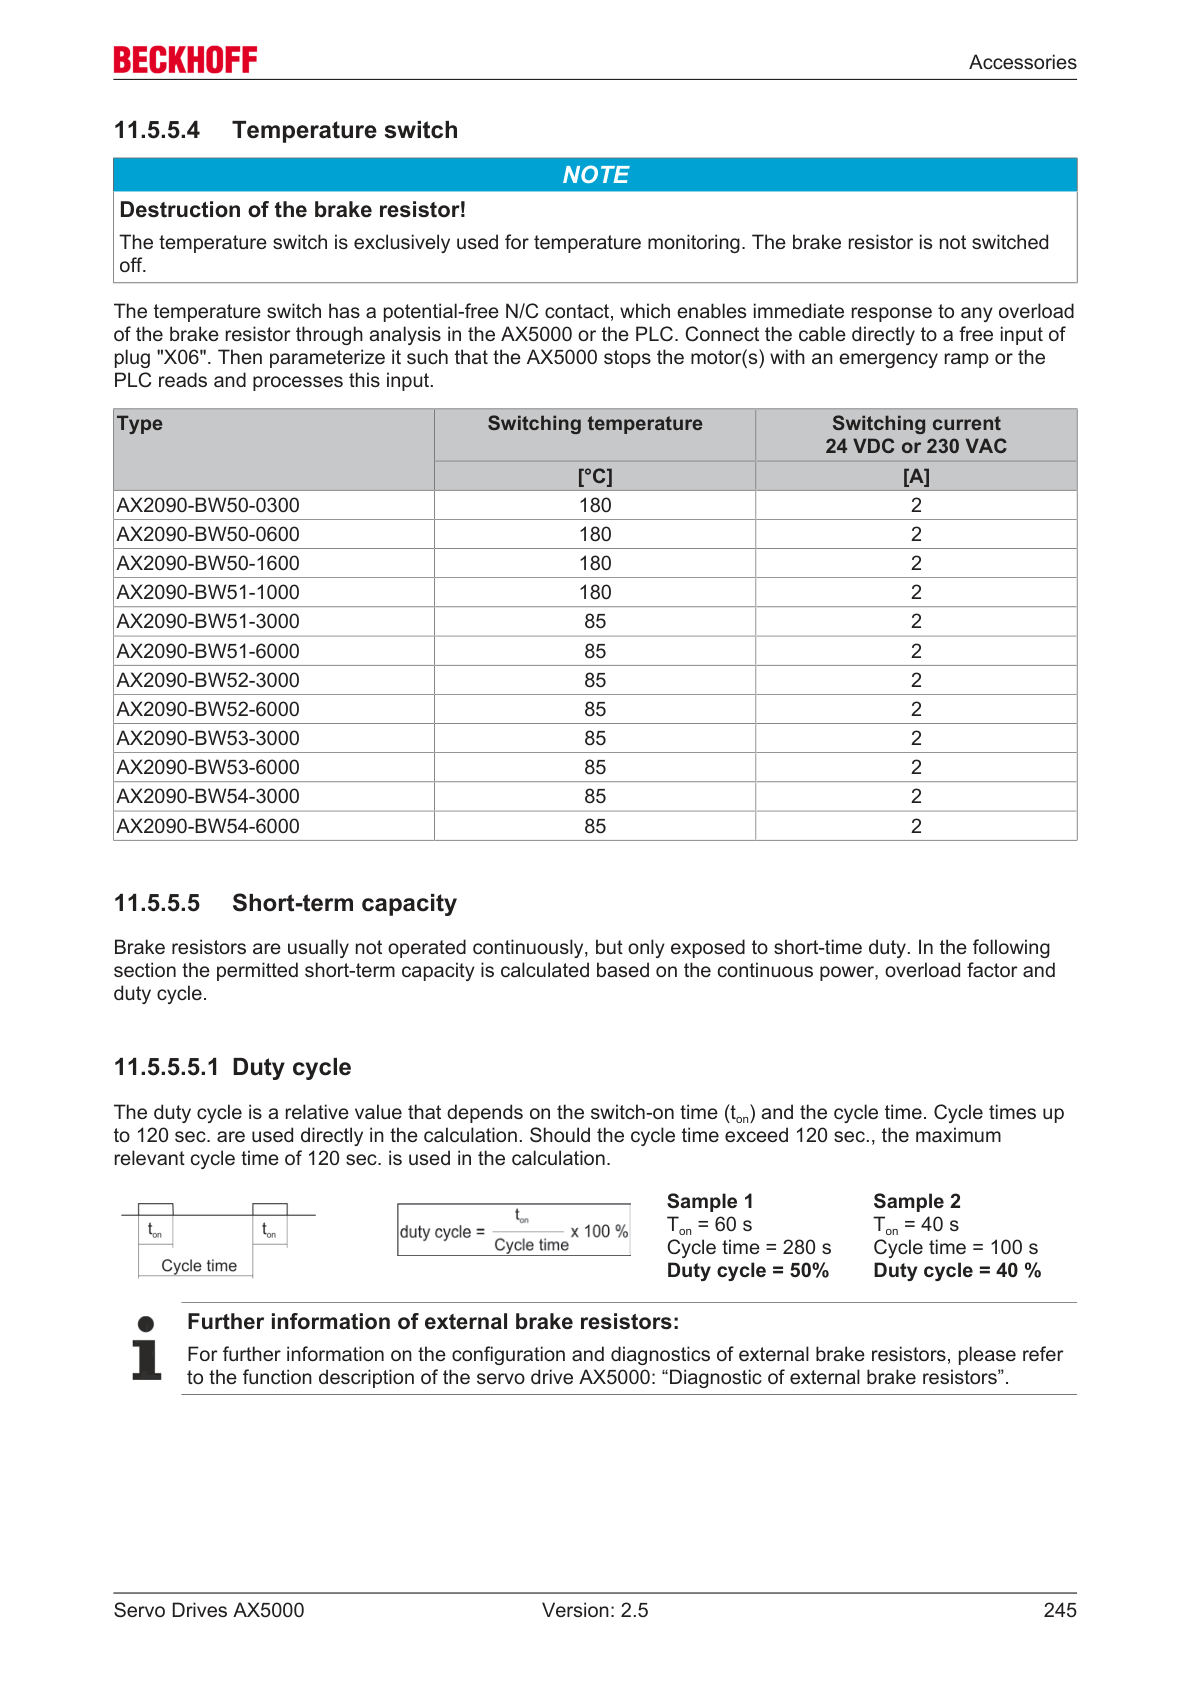 BECKHOFF
Accessories
11.5.5.4 Temperature switch
NOTE
Destruction of the brake resistor!
The temperature switch is exclusively used for temperature monitoring. The brake resistor is not switched
off.
The temperature switch has a potential-free N/C contact, which enables immediate response to any overload
of the brake resistor through analysis in the AX5000 or the PLC. Connect the cable directly to a free input of
plug "X06". Then parameterize it such that the AX5000 stops the motor(s) with an emergency ramp or the
PLC reads and processes this input.
Type Switching temperature Switching current
24 VDC or 230 VAC
[°C] [A]
AX2090-BW50-0300 180 2
AX2090-BW50-0600 180 2
AX2090-BW50-1600 180 2
AX2090-BW51-1000 180 2
AX2090-BW51-3000 85 2
AX2090-BW51-6000 85 2
AX2090-BW52-3000 85 2
AX2090-BW52-6000 85 2
AX2090-BW53-3000 85 2
AX2090-BW53-6000 85 2
AX2090-BW54-3000 85 2
AX2090-BW54-6000 85 2
11.5.5.5 Short-term capacity
Brake resistors are usually not operated continuously, but only exposed to short-time duty. In the following
section the permitted short-term capacity is calculated based on the continuous power, overload factor and
duty cycle.
11.5.5.5.1 Duty cycle
The duty cycle is a relative value that depends on the switch-on time (ton) and the cycle time. Cycle times up
to 120 sec. are used directly in the calculation. Should the cycle time exceed 120 sec., the maximum
relevant cycle time of 120 sec. is used in the calculation.
ton ton
Cycle time
duty cycle = ton / Cycle time x 100 %
Sample 1
Ton = 60 s
Cycle time = 280 s
Duty cycle = 50%
Sample 2
Ton = 40 s
Cycle time = 100 s
Duty cycle = 40 %
Further information of external brake resistors:
For further information on the configuration and diagnostics of external brake resistors, please refer
to the function description of the servo drive AX5000: “Diagnostic of external brake resistors”.
Servo Drives AX5000 Version: 2.5 245